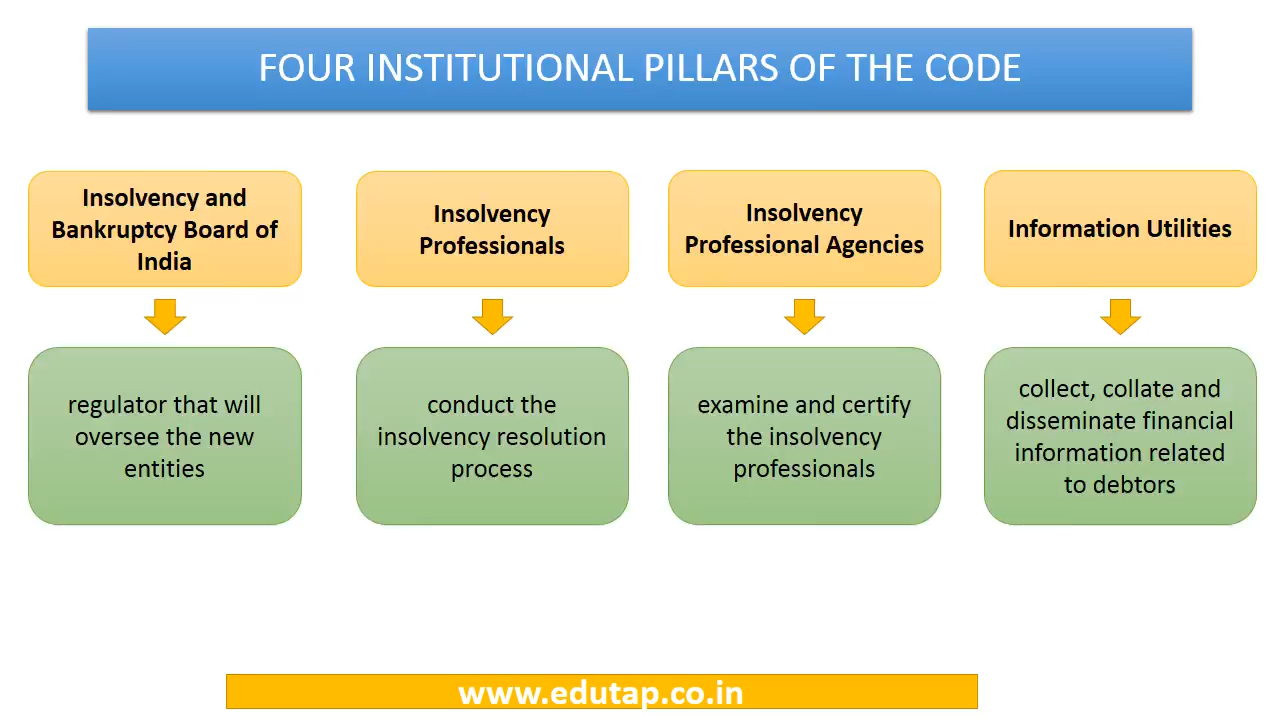 FOUR INSTITUTIONAL PILLARS OF THE CODE
Insolvency and
Bankruptcy Board of
India
Insolvency
Professionals
Insolvency
Professional Agencies
Information Utilities
regulator that will
oversee the new
entities
conduct the
insolvency resolution
process
examine and certify
the insolvency
professionals
collect, collate and
disseminate financial
information related
to debtors
www.edutap.co.in